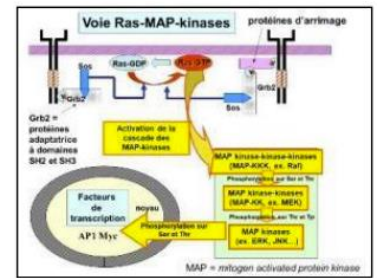 Voie Ras-MAP-kinases
protéines d'arrimage
Sos
Ras-GDP
Ras-GTP
Grb2
Grb2
Sos
Grb2 =
protéines
adaptatrice
à domaines
SH2 et SH3
Activation de la
cascade des
MAP-kinases
MAP kinase-kinase-kinases
(MAP-KKK, ex. Raf)
Phosphorylation sur Ser et Thr
MAP kinase-kinases
(MAP-KK, ex. MEK)
Phosphorylation sur Thr et
MAP kinases
(ex. ERK, JNK...)
Facteurs
de
transcription
noyau
AP1 Myc
Phosphorylation sur
Ser et Thr
MAP = mitogen activated protein kinase